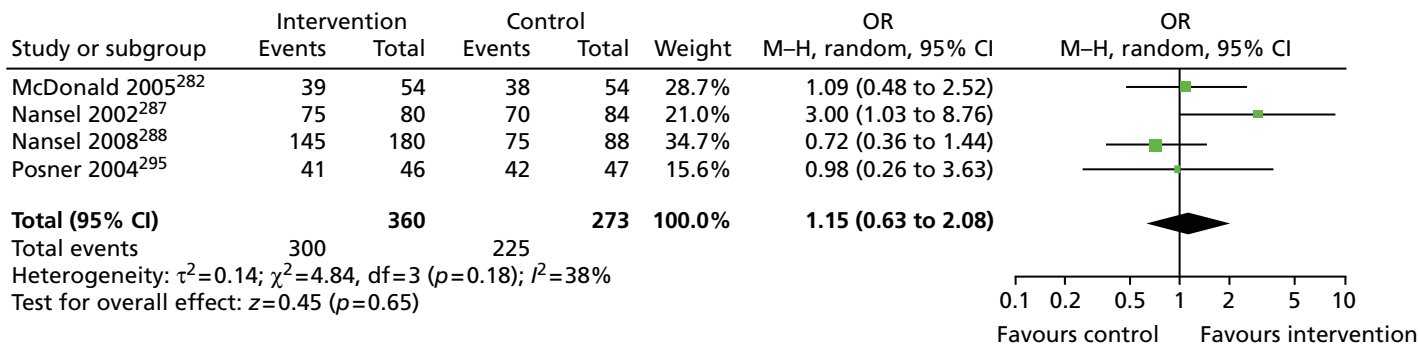 Intervention Control OR OR
Study or subgroup Events Total Events Total Weight M–H, random, 95% CI M–H, random, 95% CI
McDonald 2005²⁸² 39 54 38 54 28.7% 1.09 (0.48 to 2.52)
Nansel 2002²⁸⁷ 75 80 70 84 21.0% 3.00 (1.03 to 8.76)
Nansel 2008²⁸⁸ 145 180 75 88 34.7% 0.72 (0.36 to 1.44)
Posner 2004²⁹⁵ 41 46 42 47 15.6% 0.98 (0.26 to 3.63)
Total (95% CI) 360 273 100.0% 1.15 (0.63 to 2.08)
Total events 300 225
Heterogeneity: τ²=0.14; χ²=4.84, df=3 (p=0.18); I²=38%
Test for overall effect: z=0.45 (p=0.65)
0.1 0.2 0.5 1 2 5 10
Favours control Favours intervention